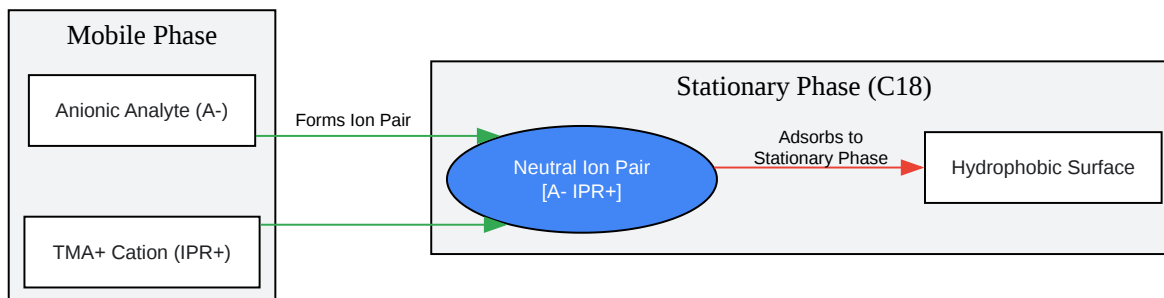 Mobile Phase
Anionic Analyte (A-)
TMA+ Cation (IPR+)
Forms Ion Pair
Stationary Phase (C18)
Neutral Ion Pair
[A- IPR+]
Adsorbs to
Stationary Phase
Hydrophobic Surface